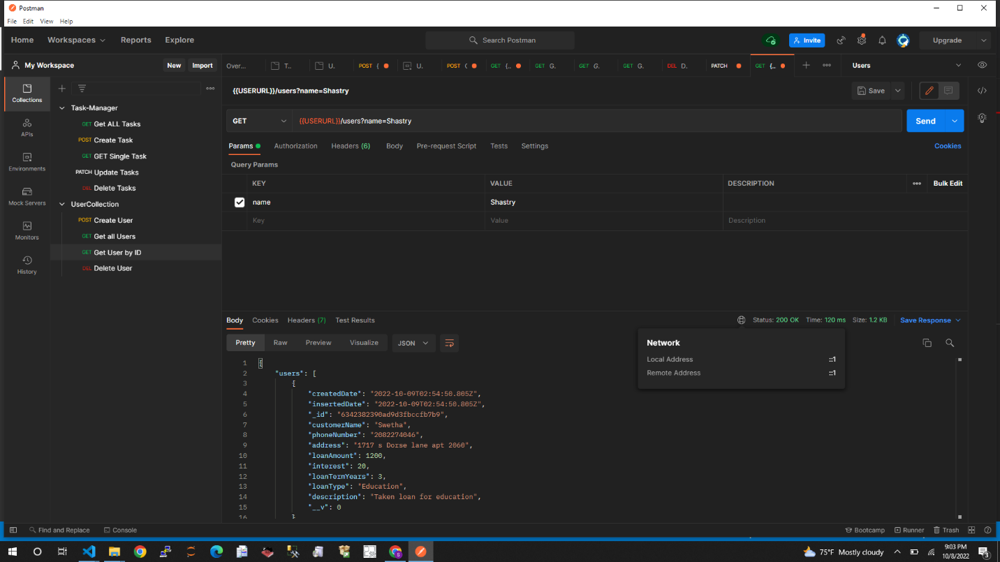 Postman
File Edit View Help
Home Workspaces Reports Explore Search Postman Invite Upgrade
My Workspace New Import
Over... T.. U. POST { U. POST GET {.. GET G. GET G. GET G. DEL D. PATCH GET {.. Users
{{USERURL}}/users?name=Shastry Save
GET {{USERURL}}/users?name=Shastry Send
Params Authorization Headers (6) Body Pre-request Script Tests Settings Cookies
Query Params
KEY VALUE DESCRIPTION Bulk Edit
name Shastry
Key Value Description
Collections
APIs
Environments
Mock Servers
Monitors
History
Task-Manager
GET Get ALL Tasks
POST Create Task
GET GET Single Task
PATCH Update Tasks
DEL Delete Tasks
UserCollection
POST Create User
GET Get all Users
GET Get User by ID
DEL Delete User
Body Cookies Headers (7) Test Results Status: 200 OK Time: 120 ms Size: 1.2 KB Save Response
Pretty Raw Preview Visualize JSON
Network
Local Address ::1
Remote Address ::1
1 {
2 "users": [
3 {
4 "createdDate": "2022-10-09T02:54:50.805Z",
5 "insertedDate": "2022-10-09T02:54:50.805Z",
6 "_id": "6342382390ad9d3fbccfb7b9",
7 "customerName": "Swetha",
8 "phoneNumber": "2082274046",
9 "address": "1717 s Dorse lane apt 2060",
10 "loanAmount": 1200,
11 "interest": 20,
12 "loanTermYears": 3,
13 "loanType": "Education",
14 "description": "Taken loan for education",
15 "__v": 0
16 }
Find and Replace Console Bootcamp Runner Trash
75°F Mostly cloudy 9:03 PM
10/8/2022 3